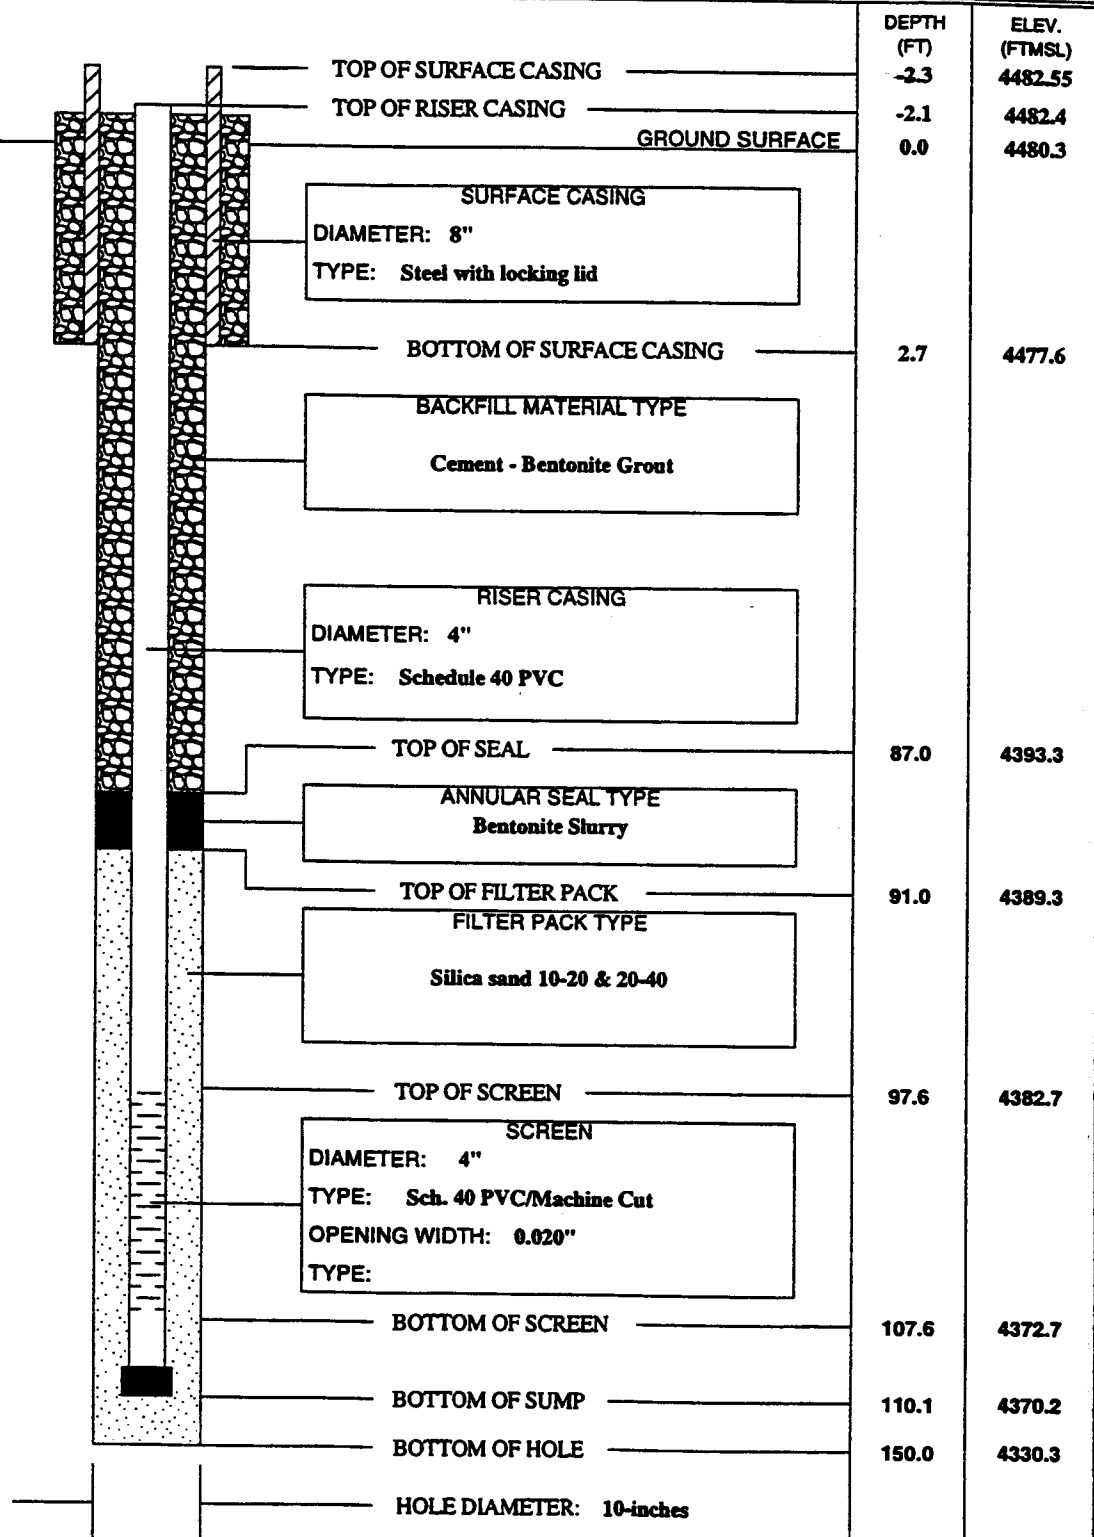 DEPTH (FT) ELEV. (FTMSL)
TOP OF SURFACE CASING -2.3 4482.55
TOP OF RISER CASING -2.1 4482.4
GROUND SURFACE 0.0 4480.3
SURFACE CASING
DIAMETER: 8"
TYPE: Steel with locking lid
BOTTOM OF SURFACE CASING 2.7 4477.6
BACKFILL MATERIAL TYPE
Cement - Bentonite Grout
RISER CASING
DIAMETER: 4"
TYPE: Schedule 40 PVC
TOP OF SEAL 87.0 4393.3
ANNULAR SEAL TYPE
Bentonite Slurry
TOP OF FILTER PACK 91.0 4389.3
FILTER PACK TYPE
Silica sand 10-20 & 20-40
TOP OF SCREEN 97.6 4382.7
SCREEN
DIAMETER: 4"
TYPE: Sch. 40 PVC/Machine Cut
OPENING WIDTH: 0.020"
TYPE:
BOTTOM OF SCREEN 107.6 4372.7
BOTTOM OF SUMP 110.1 4370.2
BOTTOM OF HOLE 150.0 4330.3
HOLE DIAMETER: 10-inches